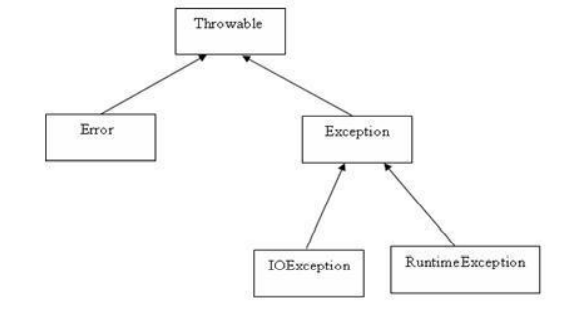 Throwable
Error
Exception
IOException
RuntimeException